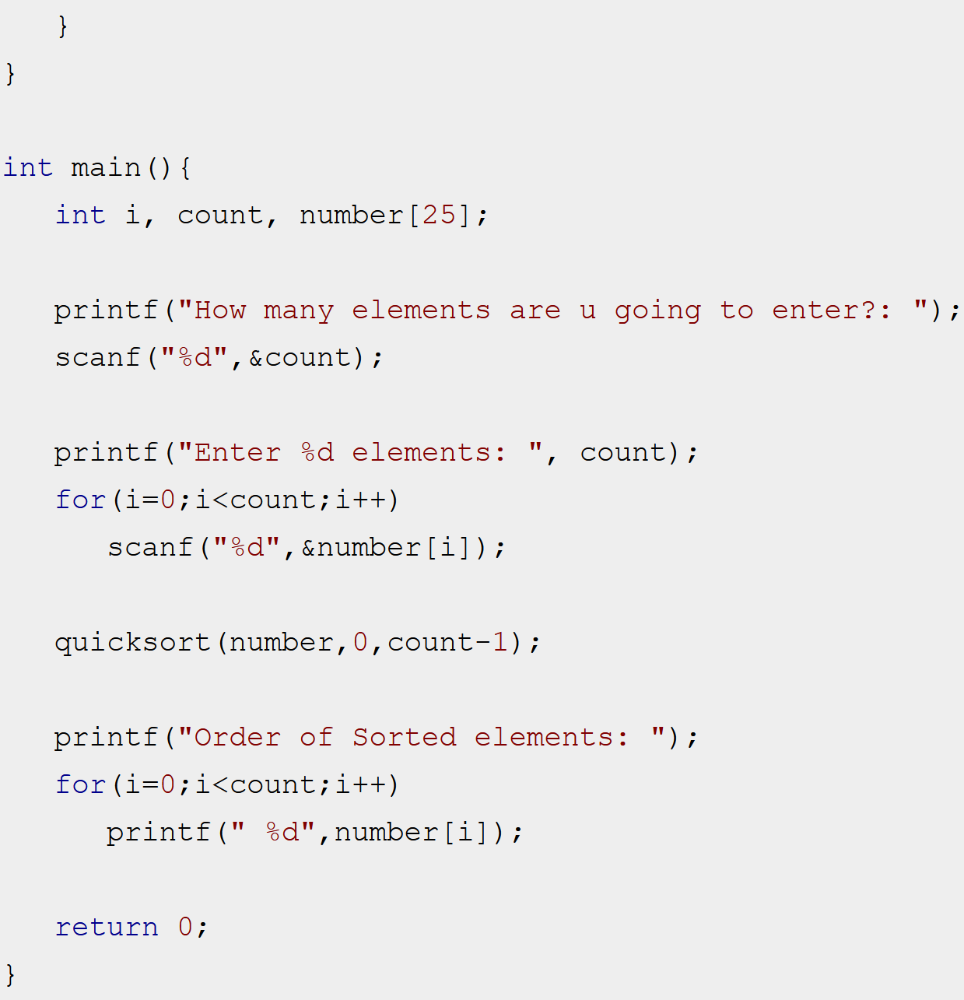 }
}
int main(){
int i, count, number[25];
printf("How many elements are u going to enter?: ");
scanf("%d",&count);
printf("Enter %d elements: ", count);
for(i=0;i<count;i++)
scanf("%d",&number[i]);
quicksort(number,0,count-1);
printf("Order of Sorted elements: ");
for(i=0;i<count;i++)
printf(" %d",number[i]);
return 0;
}